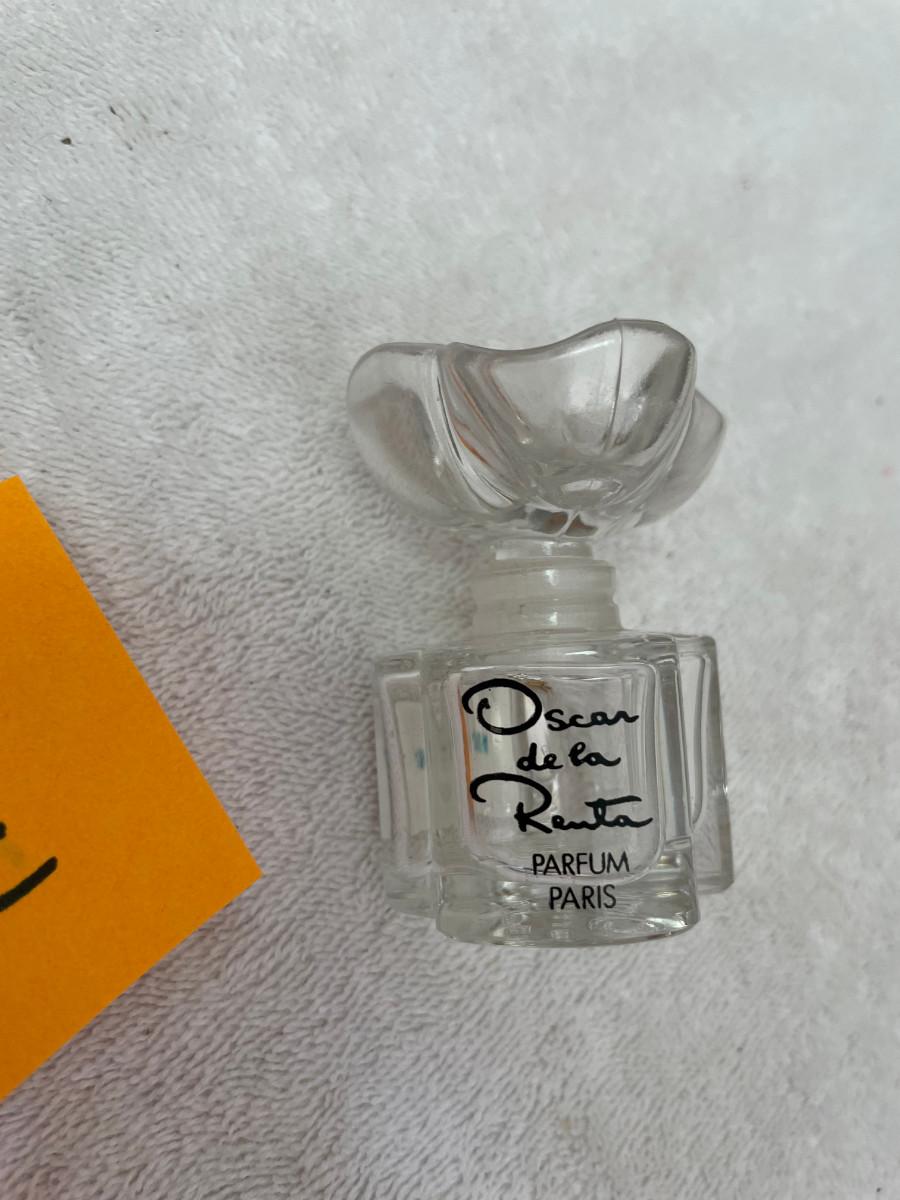 Oscar
de la
Renta
PARFUM
PARIS